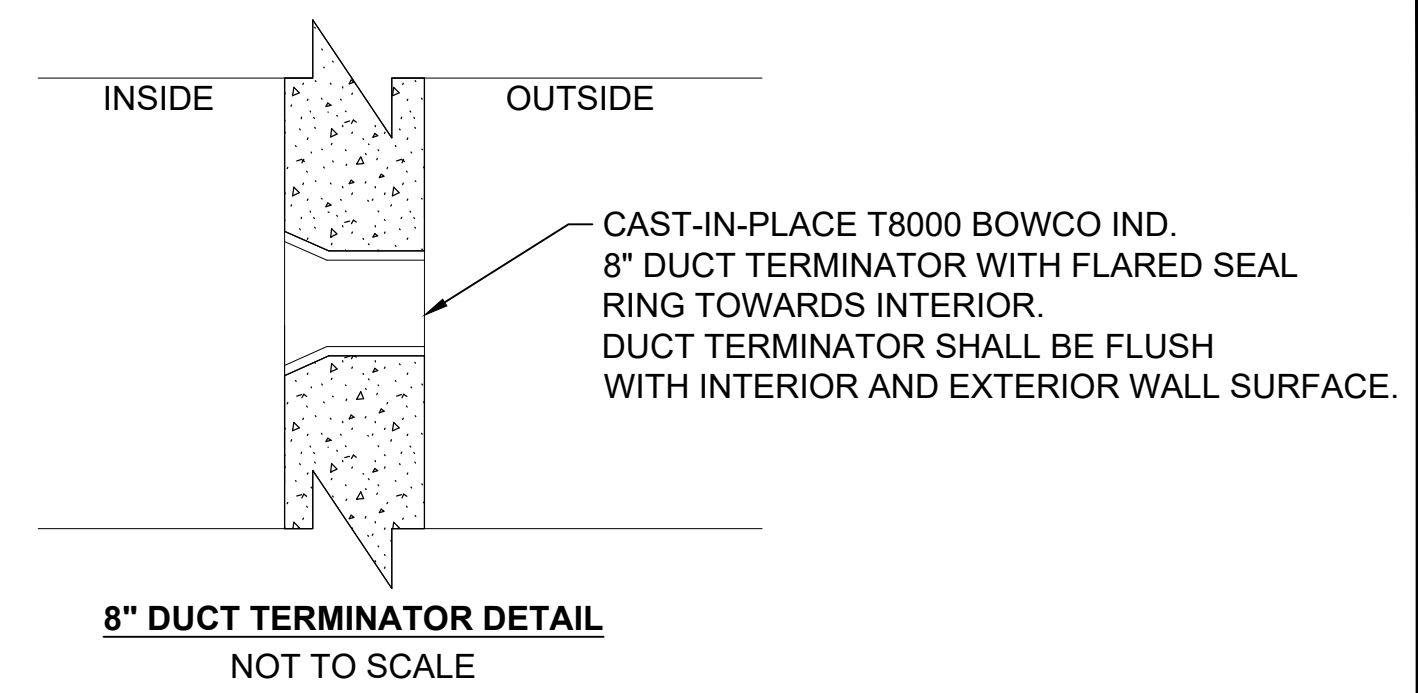 INSIDE
OUTSIDE
CAST-IN-PLACE T8000 BOWCO IND.
8" DUCT TERMINATOR WITH FLARED SEAL
RING TOWARDS INTERIOR.
DUCT TERMINATOR SHALL BE FLUSH
WITH INTERIOR AND EXTERIOR WALL SURFACE.
8" DUCT TERMINATOR DETAIL
NOT TO SCALE